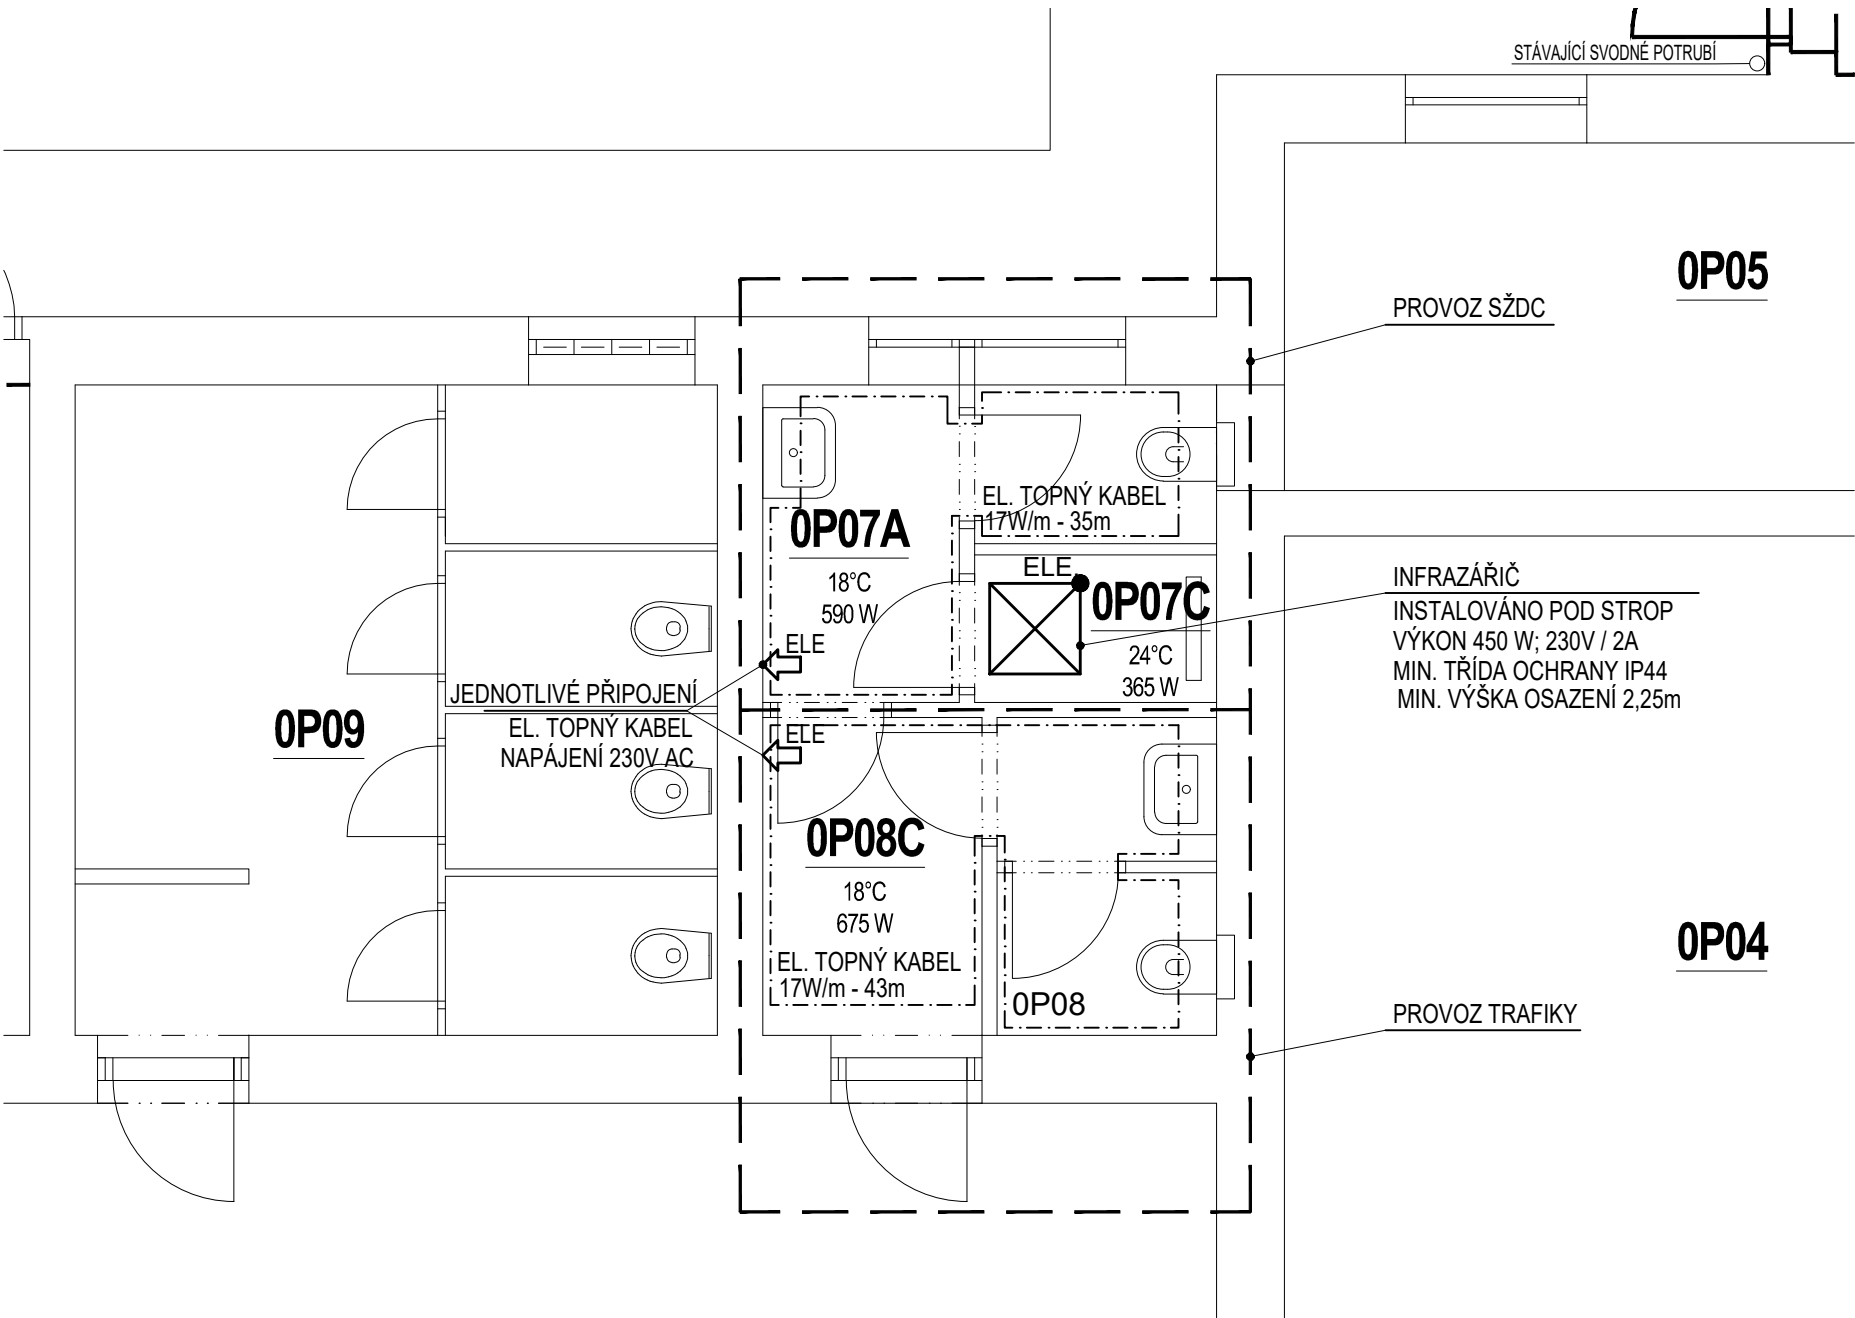 STÁVAJÍCÍ SVODNÉ POTRUBÍ
0P05
PROVOZ SŽDC
EL. TOPNÝ KABEL
17W/m - 35m
0P07A
18°C
590 W
ELE
ELE
0P07C
24°C
365 W
INFRAZÁŘIČ
INSTALOVÁNO POD STROP
VÝKON 450 W; 230V / 2A
MIN. TŘÍDA OCHRANY IP44
MIN. VÝŠKA OSAZENÍ 2,25m
JEDNOTLIVÉ PŘIPOJENÍ
EL. TOPNÝ KABEL
NAPÁJENÍ 230V AC
0P09
ELE
0P08C
18°C
675 W
EL. TOPNÝ KABEL
17W/m - 43m
0P08
0P04
PROVOZ TRAFIKY